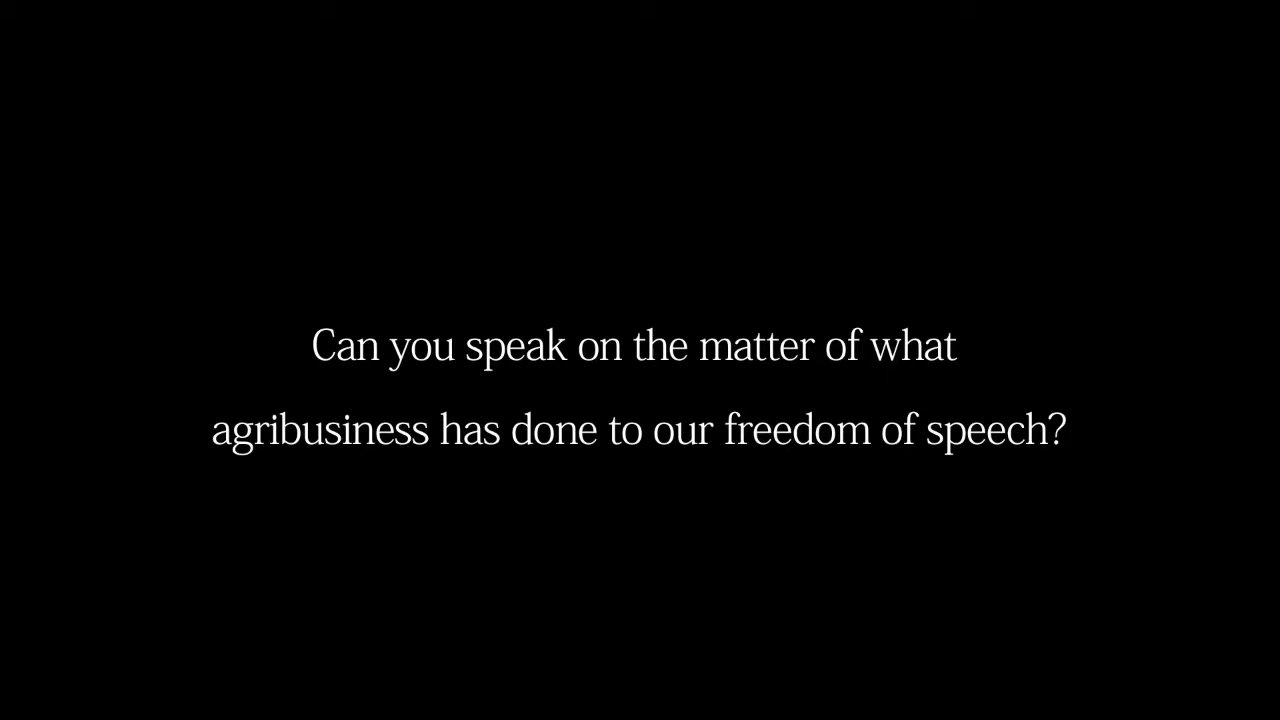 Can you speak on the matter of what
agribusiness has done to our freedom of speech?